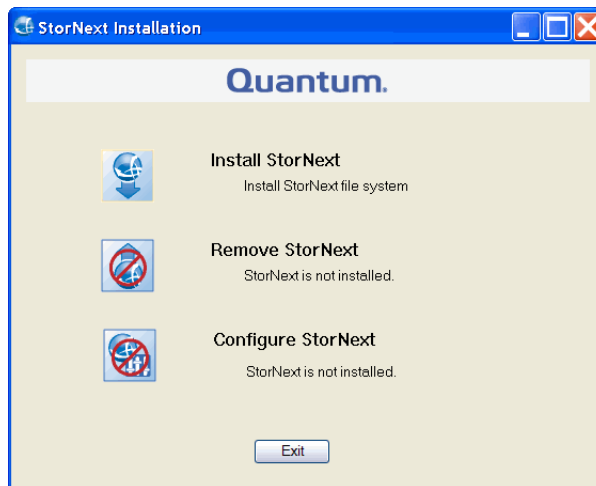 StorNext Installation
Quantum.
Install StorNext
Install StorNext file system
Remove StorNext
StorNext is not installed.
Configure StorNext
StorNext is not installed.
Exit